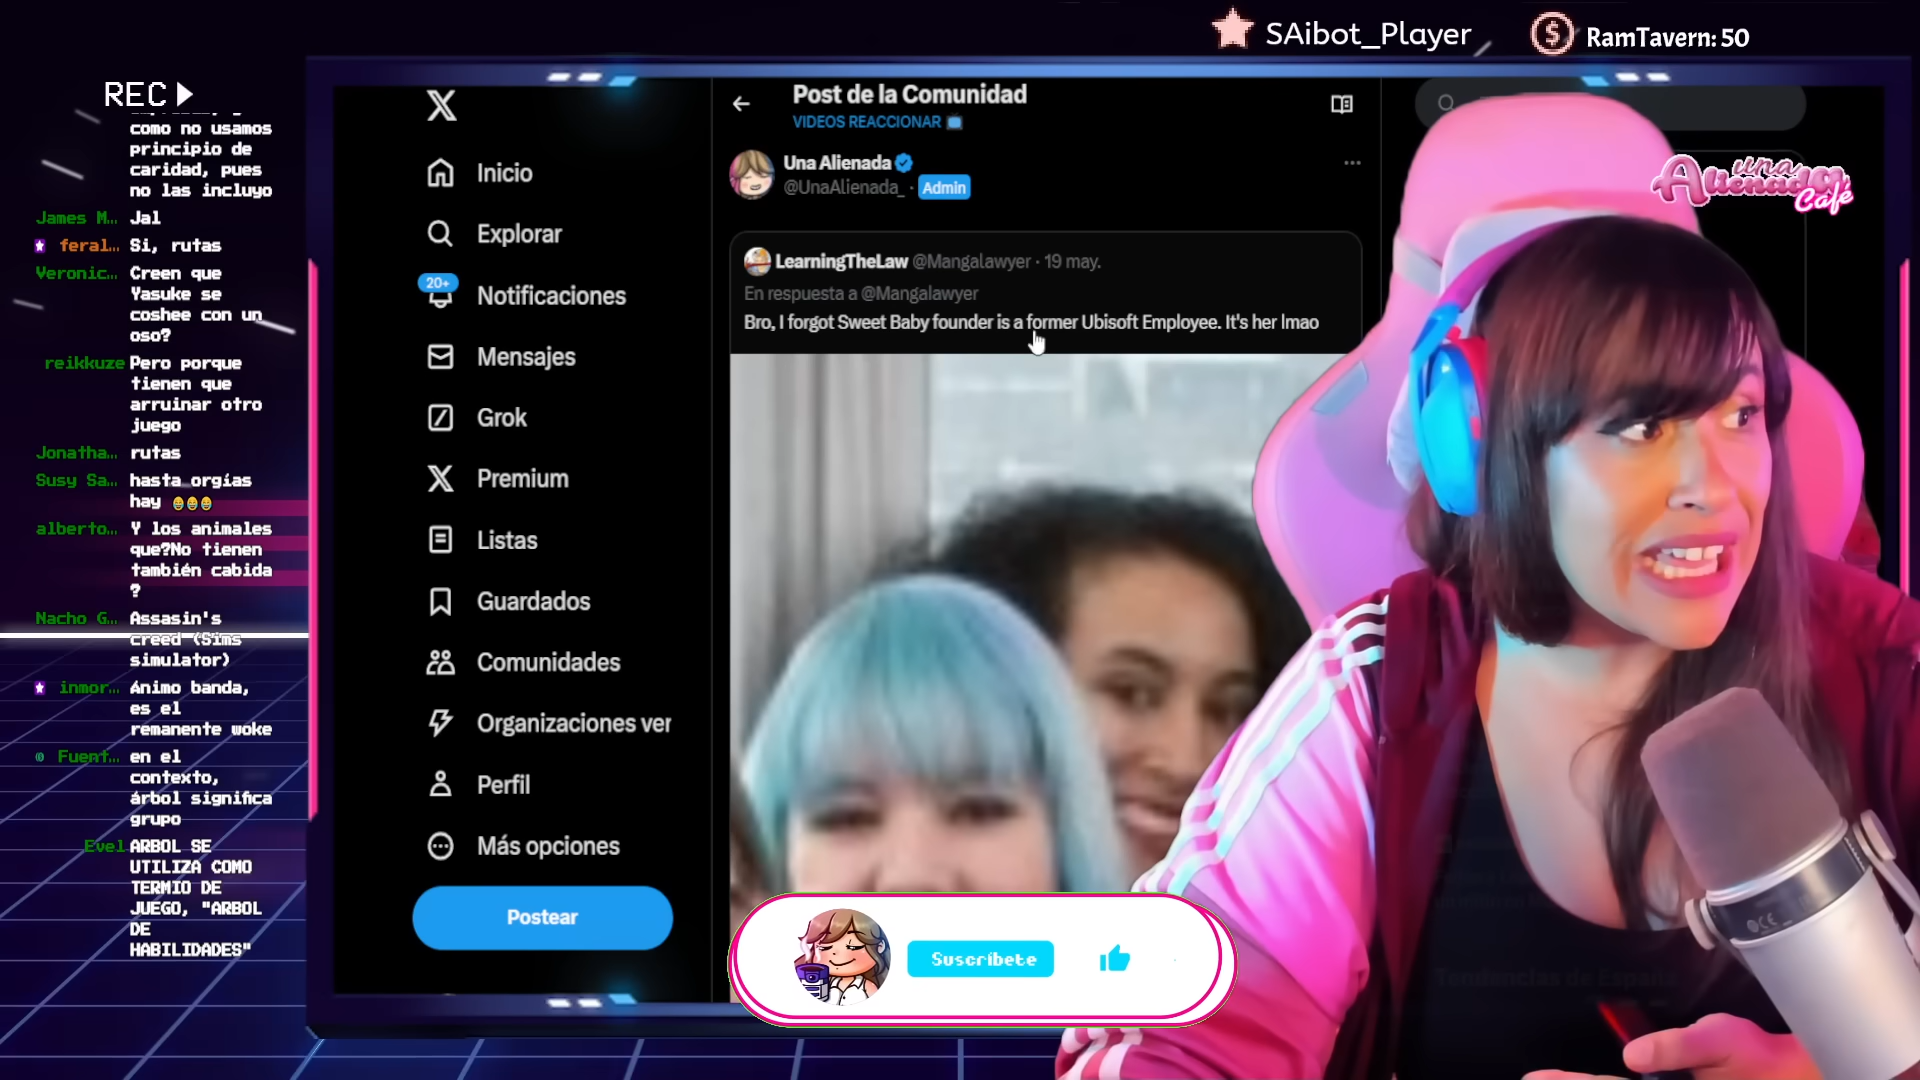 SAibot_Player
RamTavern: 50
REC
como no usamos
principio de
caridad, pues
no las incluyo
James M… Jal
feral… Si, rutas
Veronic… Creen que
Yasuke se
coshee con un
oso?
reikkuze Pero porque
tienen que
arruinar otro
juego
Jonatha… rutas
Susy Sa… hasta orgías
hay
alberto… Y los animales
que?No tienen
también cabida
?
Nacho G… Assasin's
creed (Sims
simulator)
inmor… Ánimo banda,
es el
remanente woke
Fuent… en el
contexto,
árbol significa
grupo
Evel ARBOL SE
UTILIZA COMO
TERMIO DE
JUEGO, "ARBOL
DE
HABILIDADES"
Inicio
Explorar
20+
Notificaciones
Mensajes
Grok
Premium
Listas
Guardados
Comunidades
Organizaciones ver
Perfil
Más opciones
Postear
Post de la Comunidad
VIDEOS REACCIONAR
Una Alienada
@UnaAlienada_ · Admin
LearningTheLaw @Mangalawyer · 19 may.
En respuesta a @Mangalawyer
Bro, I forgot Sweet Baby founder is a former Ubisoft Employee. It's her lmao
Suscríbete
una
Alienada
Café